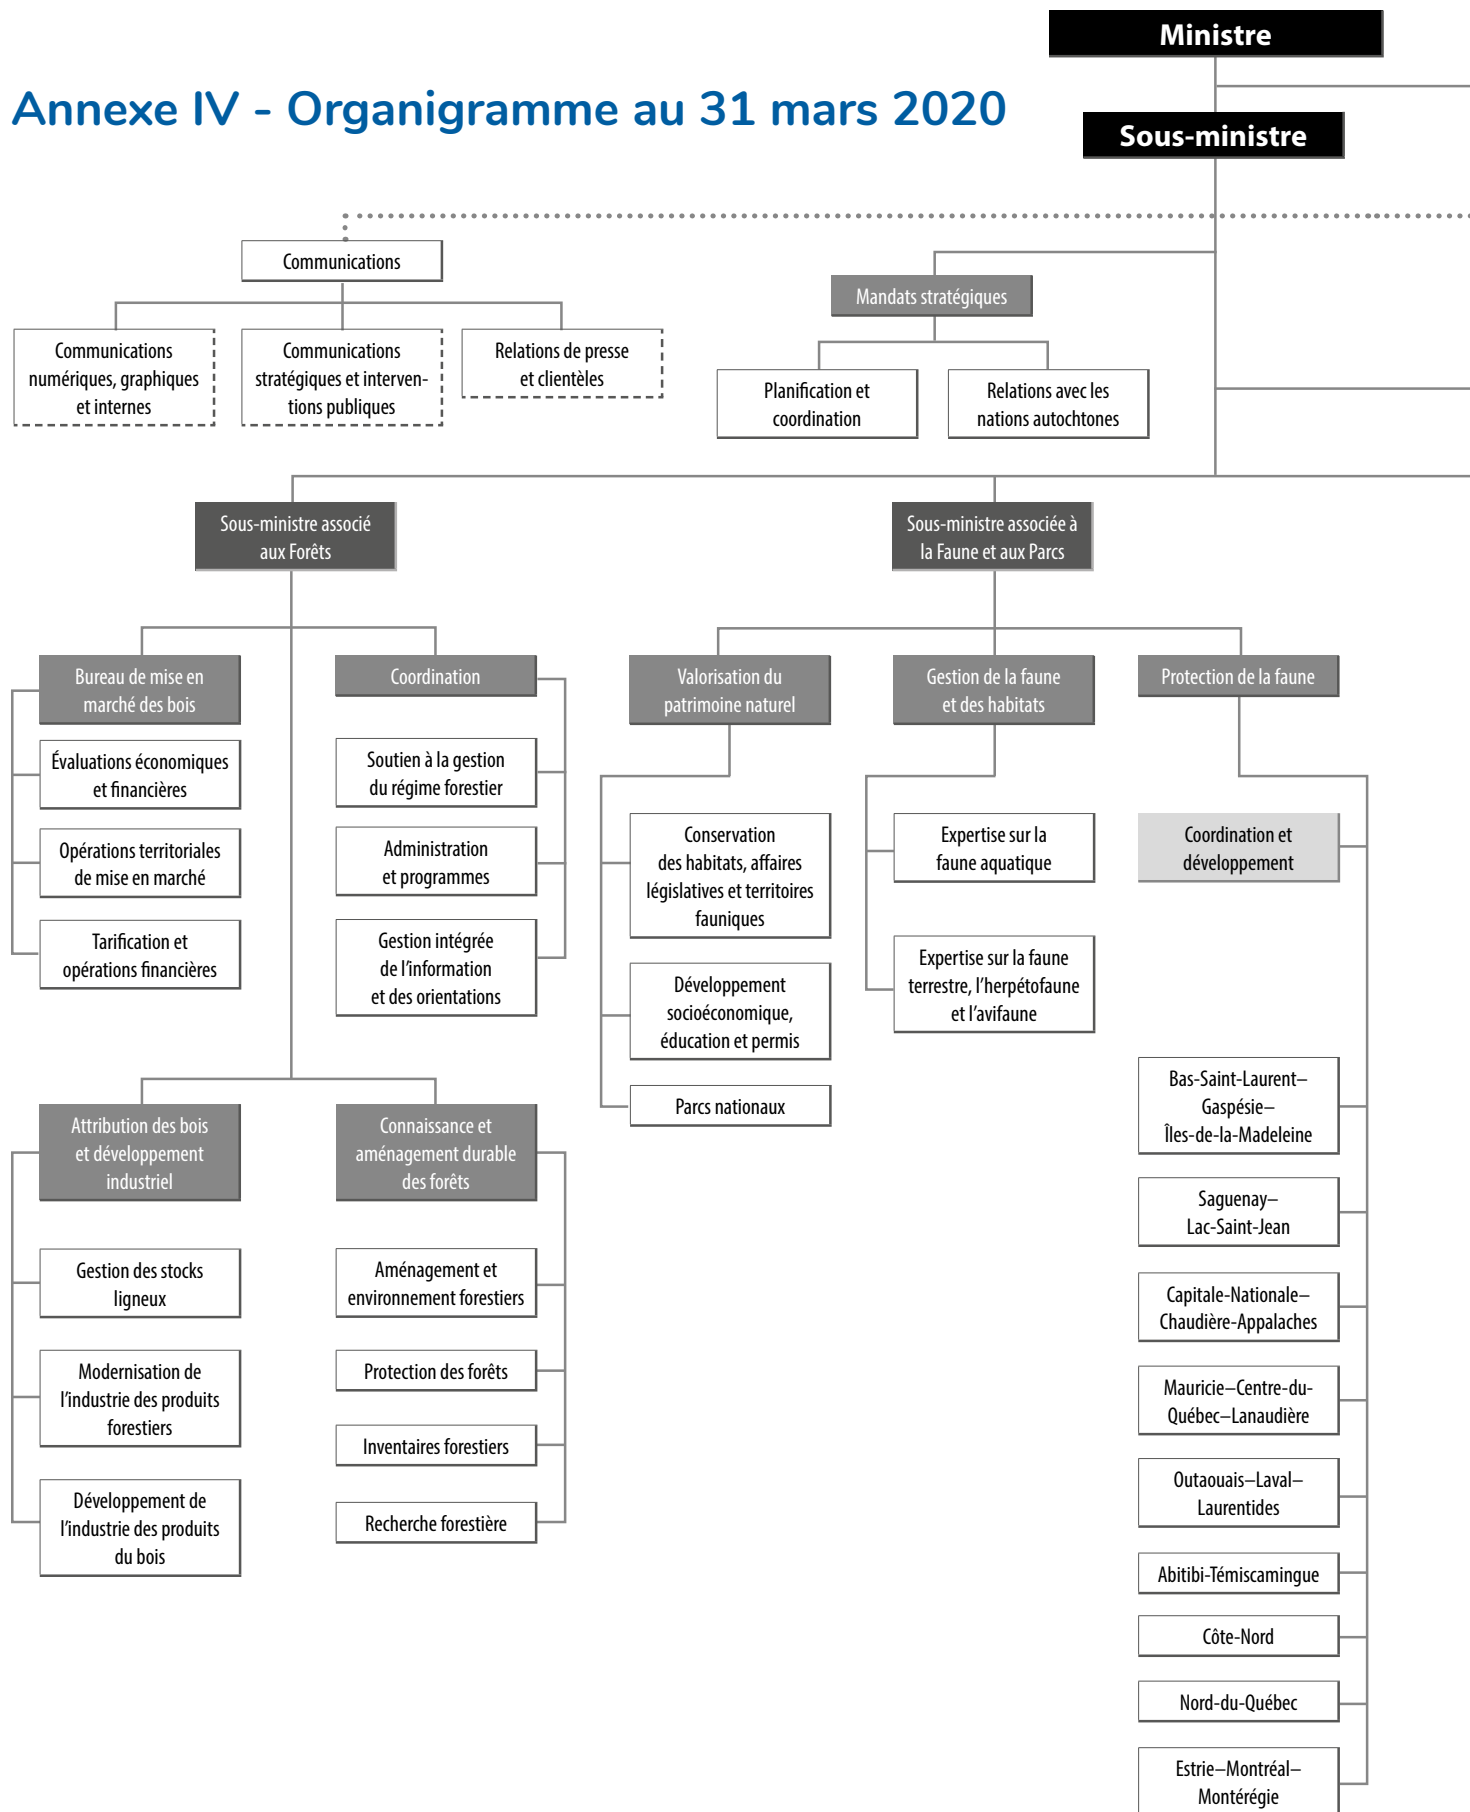 Ministre
Annexe IV - Organigramme au 31 mars 2020
Sous-ministre
Communications
Communications
numériques, graphiques
et internes
Communications
stratégiques et interven-
tions publiques
Relations de presse
et clientèles
Mandats stratégiques
Planification et
coordination
Relations avec les
nations autochtones
Sous-ministre associé
aux Forêts
Sous-ministre associée à
la Faune et aux Parcs
Bureau de mise en
marché des bois
Évaluations économiques
et financières
Opérations territoriales
de mise en marché
Tarification et
opérations financières
Coordination
Soutien à la gestion
du régime forestier
Administration
et programmes
Gestion intégrée
de l'information
et des orientations
Attribution des bois
et développement
industriel
Gestion des stocks
ligneux
Modernisation de
l'industrie des produits
forestiers
Développement de
l'industrie des produits
du bois
Connaissance et
aménagement durable
des forêts
Aménagement et
environnement forestiers
Protection des forêts
Inventaires forestiers
Recherche forestière
Valorisation du
patrimoine naturel
Conservation
des habitats, affaires
législatives et territoires
fauniques
Développement
socioéconomique,
éducation et permis
Parcs nationaux
Gestion de la faune
et des habitats
Expertise sur la
faune aquatique
Expertise sur la faune
terrestre, l'herpétofaune
et l'avifaune
Protection de la faune
Coordination et
développement
Bas-Saint-Laurent–
Gaspésie–
Îles-de-la-Madeleine
Saguenay–
Lac-Saint-Jean
Capitale-Nationale–
Chaudière-Appalaches
Mauricie–Centre-du-
Québec–Lanaudière
Outaouais–Laval–
Laurentides
Abitibi-Témiscamingue
Côte-Nord
Nord-du-Québec
Estrie–Montréal–
Montérégie